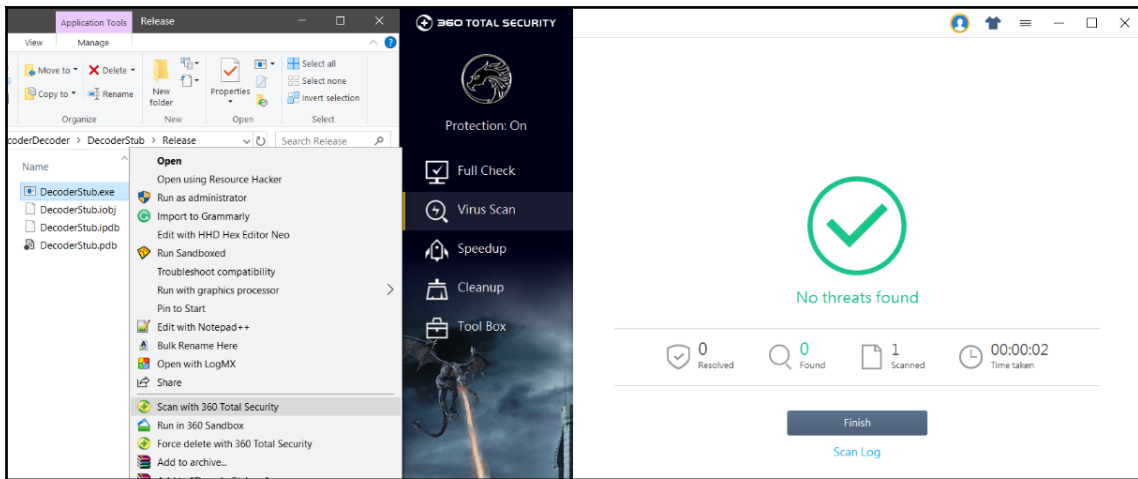 Application Tools Release
View Manage
Move to Delete
Copy to Rename
New folder
Properties
Select all
Select none
Invert selection
Organize New Open Select
coderDecoder > DecoderStub > Release
Search Release
Name
DecoderStub.exe
DecoderStub.iobj
DecoderStub.ipdb
DecoderStub.pdb
Open
Open using Resource Hacker
Run as administrator
Import to Grammarly
Edit with HHD Hex Editor Neo
Run Sandboxed
Troubleshoot compatibility
Run with graphics processor
Pin to Start
Edit with Notepad++
Bulk Rename Here
Open with LogMX
Share
Scan with 360 Total Security
Run in 360 Sandbox
Force delete with 360 Total Security
Add to archive...
360 TOTAL SECURITY
Protection: On
Full Check
Virus Scan
Speedup
Cleanup
Tool Box
No threats found
0 Resolved
0 Found
1 Scanned
00:00:02 Time taken
Finish
Scan Log